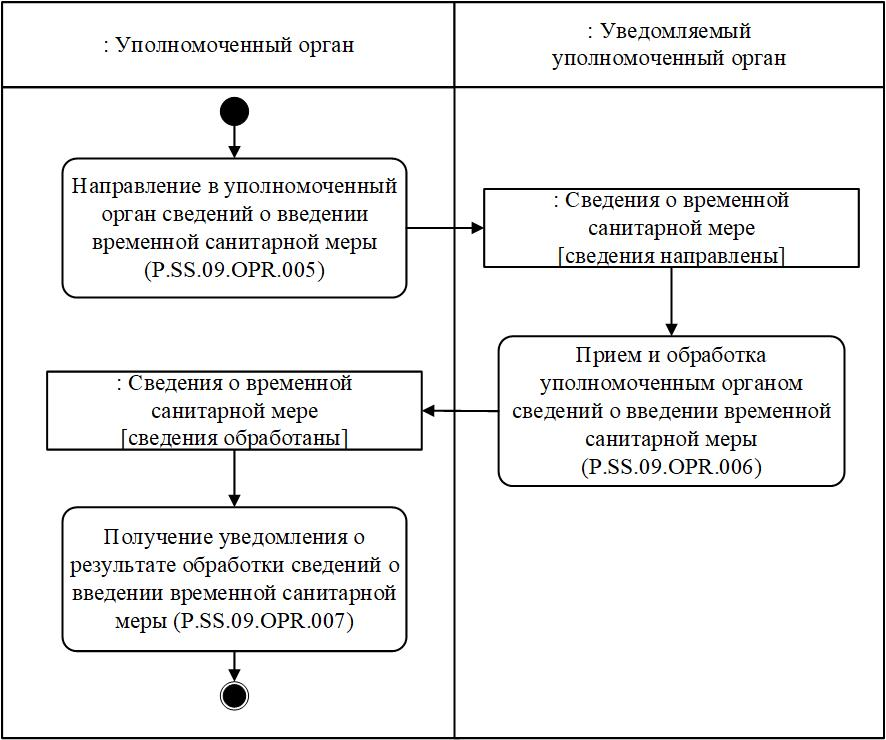 : Уполномоченный орган
: Уведомляемый
уполномоченный орган
Направление в уполномоченный
орган сведений о введении
временной санитарной меры
(P.SS.09.OPR.005)
: Сведения о временной
санитарной мере
[сведения направлены]
Прием и обработка
уполномоченным органом
сведений о введении временной
санитарной меры
(P.SS.09.OPR.006)
: Сведения о временной
санитарной мере
[сведения обработаны]
Получение уведомления о
результате обработки сведений о
введении временной санитарной
меры (P.SS.09.OPR.007)